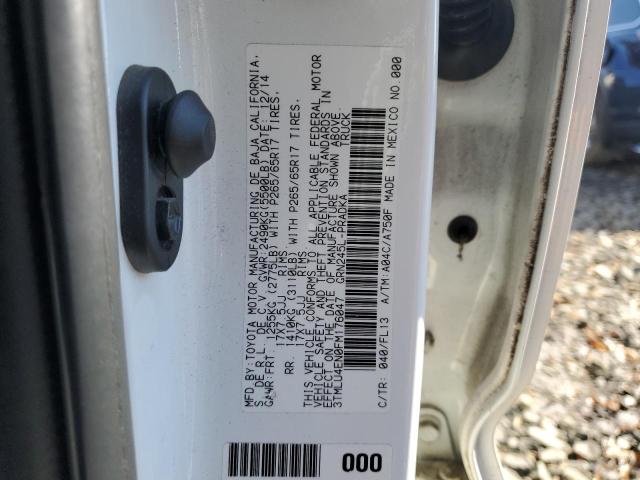 MFD BY:TOYOTA MOTOR MANUFACTURING DE BAJA CALIFORNIA,
S. DE R.L. DE C.V. GVWR:2490KG(5500LB)DATE: 12/14
GAWR:FRT. 1255KG (2775LB) WITH P265/65R17 TIRES,
17X7.5JJ RIMS
RR. 1410KG (3110LB) WITH P265/65R17 TIRES.
17X7.5JJ RIMS
THIS VEHICLE CONFORMS TO ALL APPLICABLE FEDERAL MOTOR
VEHICLE SAFETY AND THEFT PREVENTION STANDARDS IN
EFFECT ON THE DATE OF MANUFACTURE SHOWN ABOVE.
3TMLU4EN0FM176047 GRN245L-PRADKA TRUCK
C/TR: 040/FL13 A/TM:A04C/A750F MADE IN MEXICO NO.000
000